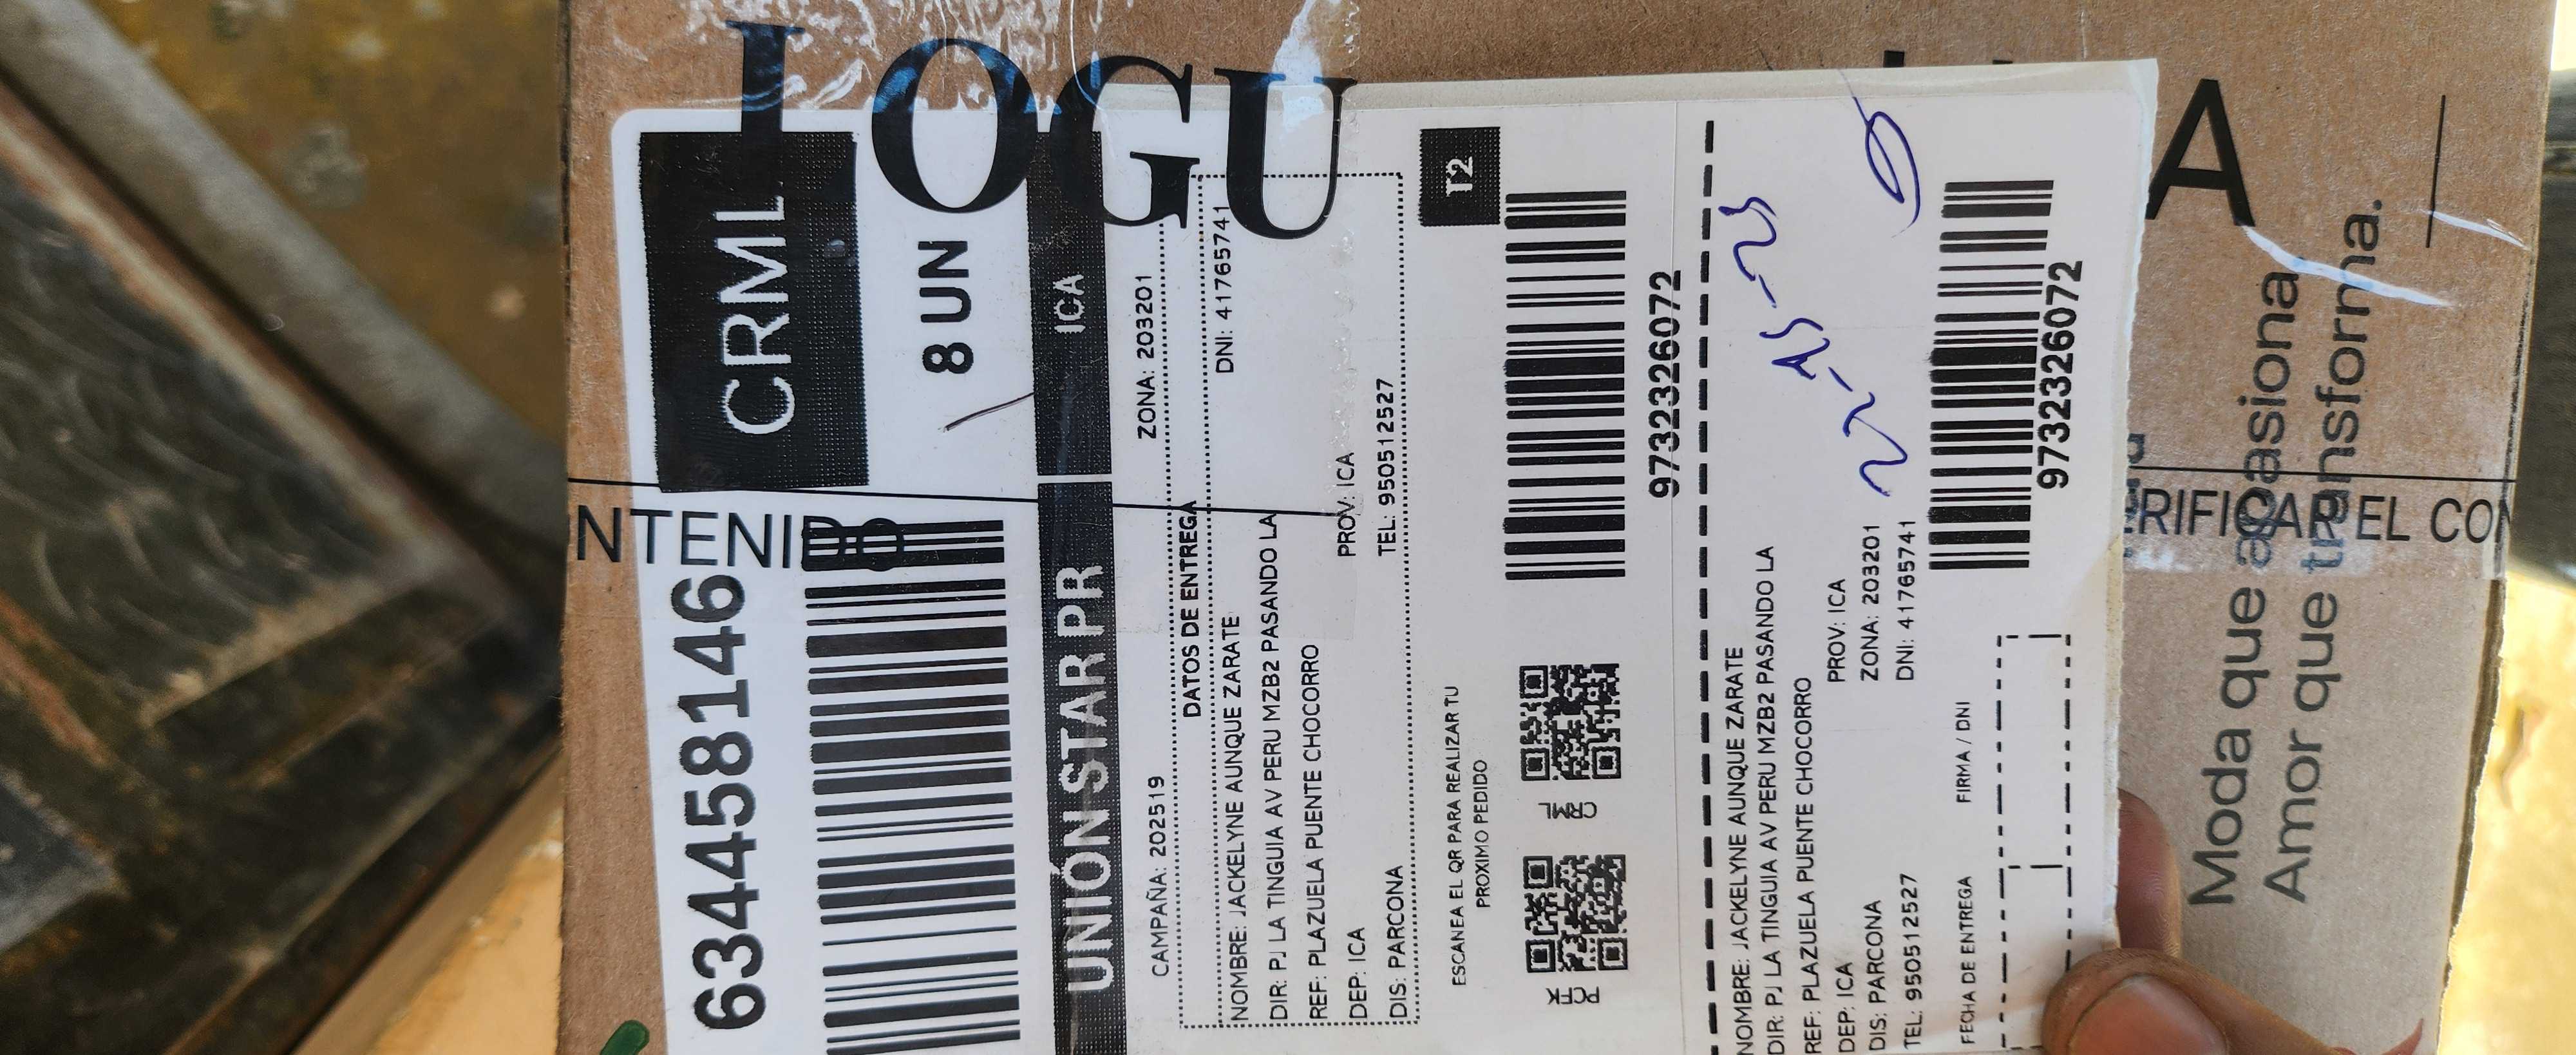 LOGU
CRML
8 UN
NTENIDO
6344458146
UNIÓN STAR PR
ICA
CAMPAÑA: 202519
ZONA: 203201
DATOS DE ENTREGA
NOMBRE: JACKELYNE AUNQUE ZARATE
DNI: 41765741
DIR: PJ LA TINGUIA AV PERU MZB2 PASANDO LA
REF: PLAZUELA PUENTE CHOCORRO
DEP: ICA
PROV: ICA
DIS: PARCONA
TEL: 950512527
T2
ESCANEA EL QR PARA REALIZAR TU
PROXIMO PEDIDO
PCFK
CRML
9732326072
NOMBRE: JACKELYNE AUNQUE ZARATE
DIR: PJ LA TINGUIA AV PERU MZB2 PASANDO LA
REF: PLAZUELA PUENTE CHOCORRO
DEP: ICA
PROV: ICA
DIS: PARCONA
ZONA: 203201
TEL: 950512527
DNI: 41765741
FECHA DE ENTREGA
FIRMA / DNI
9732326072
A
ERIFICAR EL CON
Moda que apasiona
Amor que transforma.